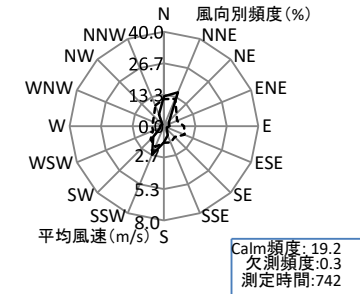 N 風向別頻度(%)
40.0
NNW NNE
26.7
NW NE
13.3
WNW ENE
W 0.0 E
WSW 2.7 ESE
SW 5.3 SE
SSW SSE
8.0
平均風速(m/s) S
Calm頻度: 19.2
欠測頻度:0.3
測定時間:742